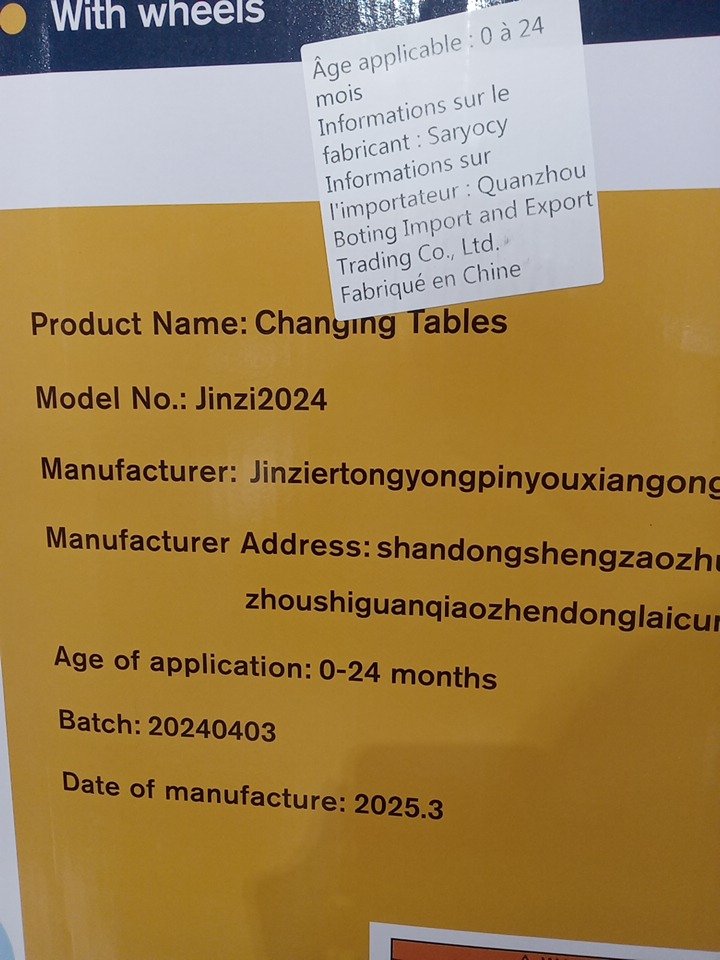 With wheels
Âge applicable : 0 à 24
mois
Informations sur le
fabricant : Saryocy
Informations sur
l'importateur : Quanzhou
Boting Import and Export
Trading Co., Ltd.
Fabriqué en Chine
Product Name: Changing Tables
Model No.: Jinzi2024
Manufacturer: Jinziertongyongpinyouxiangong
Manufacturer Address: shandongshengzaozhu
zhoushiguanqiaozhendonglaicun
Age of application: 0-24 months
Batch: 20240403
Date of manufacture: 2025.3